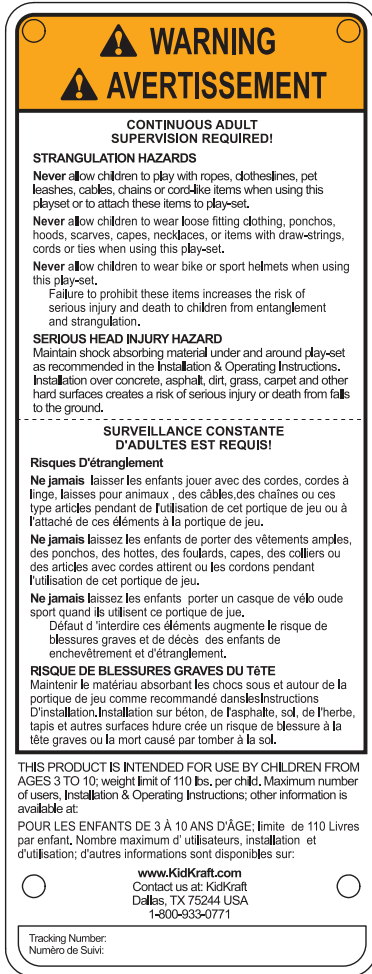 WARNING
AVERTISSEMENT
CONTINUOUS ADULT
SUPERVISION REQUIRED!
STRANGULATION HAZARDS
Never allow children to play with ropes, clotheslines, pet
leashes, cables, chains or cord-like items when using this
playset or to attach these items to play-set.
Never allow children to wear loose fitting clothing, ponchos,
hoods, scarves, capes, necklaces, or items with draw-strings,
cords or ties when using this play-set.
Never allow children to wear bike or sport helmets when using
this play-set.
Failure to prohibit these items increases the risk of
serious injury and death to children from entanglement
and strangulation.
SERIOUS HEAD INJURY HAZARD
Maintain shock absorbing material under and around play-set
as recommended in the Installation & Operating Instructions.
Installation over concrete, asphalt, dirt, grass, carpet and other
hard surfaces creates a risk of serious injury or death from falls
to the ground.
SURVEILLANCE CONSTANTE
D'ADULTES EST REQUIS!
Risques D'étranglement
Ne jamais laisser les enfants jouer avec des cordes, cordes à
linge, laisses pour animaux , des câbles,des chaînes ou ces
type articles pendant de l'utilisation de cet portique de jeu ou à
l'attaché de ces éléments à la portique de jeu.
Ne jamais laissez les enfants de porter des vêtements amples,
des ponchos, des hottes, des foulards, capes, des colliers ou
des articles avec cordes attirent ou les cordons pendant
l'utilisation de cet portique de jeu.
Ne jamais laissez les enfants porter un casque de vélo oude
sport quand ils utilisent ce portique de jue.
Défaut d 'interdire ces éléments augmente le risque de
blessures graves et de décès des enfants de
enchevêtrement et d'étranglement.
RISQUE DE BLESSURES GRAVES DU TêTE
Maintenir le matériau absorbant les chocs sous et autour de la
portique de jeu comme recommandé danslesInstructions
D'installation.Installation sur béton, de l'asphalte, sol, de l'herbe,
tapis et autres surfaces hdure crée un risque de blessure à la
tête graves ou la mort causé par tomber à la sol.
THIS PRODUCT IS INTENDED FOR USE BY CHILDREN FROM
AGES 3 TO 10; weight limit of 110 lbs. per child. Maximum number
of users, Installation & Operating Instructions; other information is
available at:
POUR LES ENFANTS DE 3 À 10 ANS D'ÂGE; limite de 110 Livres
par enfant. Nombre maximum d' utilisateurs, installation et
d'utilisation; d'autres informations sont disponibles sur:
www.KidKraft.com
Contact us at: KidKraft
Dallas, TX 75244 USA
1-800-933-0771
Tracking Number:
Numèro de Suivi: